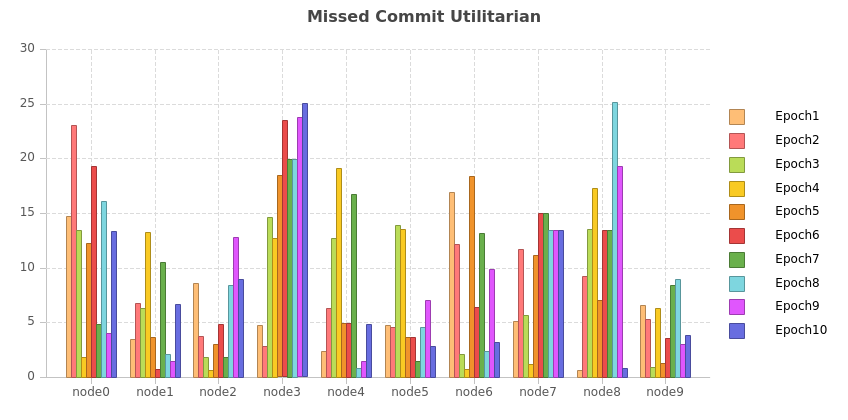 Missed Commit Utilitarian
30
25
20
15
10
5
0
node0 node1 node2 node3 node4 node5 node6 node7 node8 node9
Epoch1
Epoch2
Epoch3
Epoch4
Epoch5
Epoch6
Epoch7
Epoch8
Epoch9
Epoch10